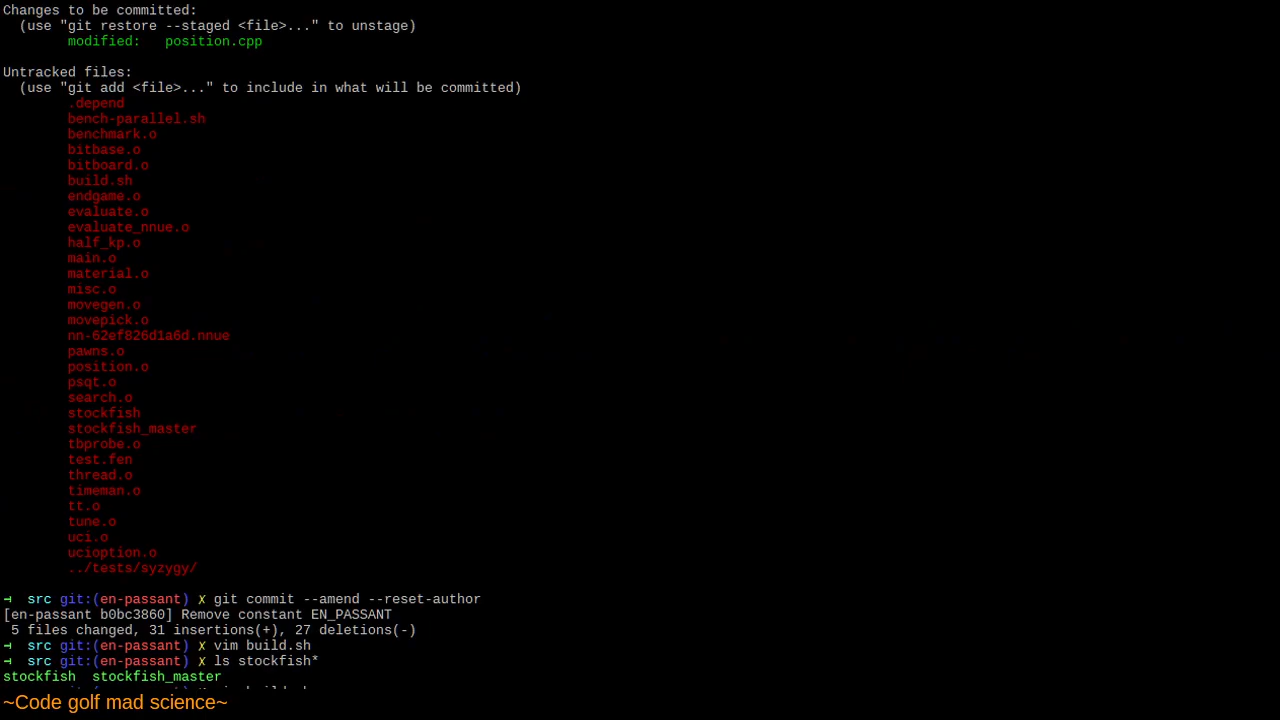 Changes to be committed:
  (use "git restore --staged <file>..." to unstage)
        modified:   position.cpp

Untracked files:
  (use "git add <file>..." to include in what will be committed)
        .depend
        bench-parallel.sh
        benchmark.o
        bitbase.o
        bitboard.o
        build.sh
        endgame.o
        evaluate.o
        evaluate_nnue.o
        half_kp.o
        main.o
        material.o
        misc.o
        movegen.o
        movepick.o
        nn-62ef826d1a6d.nnue
        pawns.o
        position.o
        psqt.o
        search.o
        stockfish
        stockfish_master
        tbprobe.o
        test.fen
        thread.o
        timeman.o
        tt.o
        tune.o
        uci.o
        ucioption.o
        ../tests/syzygy/

⊣  src git:(en-passant) ✗ git commit --amend --reset-author
[en-passant b0bc3860] Remove constant EN_PASSANT
 5 files changed, 31 insertions(+), 27 deletions(-)
⊣  src git:(en-passant) ✗ vim build.sh
⊣  src git:(en-passant) ✗ ls stockfish*
stockfish  stockfish_master
~Code golf mad science~